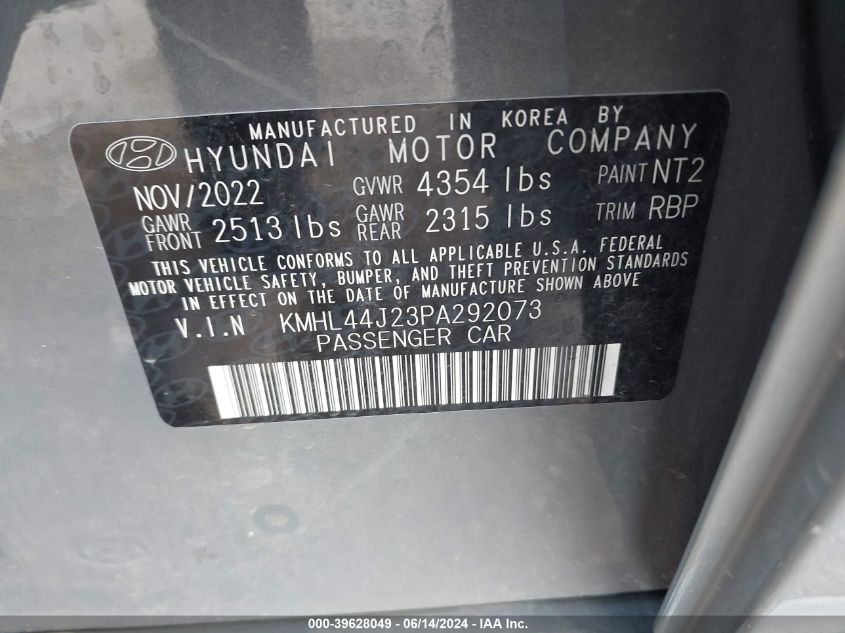 MANUFACTURED IN KOREA BY
HYUNDAI MOTOR COMPANY
NOV/2022 GVWR 4354 lbs PAINT NT2
GAWR FRONT 2513 lbs GAWR REAR 2315 lbs TRIM RBP
THIS VEHICLE CONFORMS TO ALL APPLICABLE U.S.A. FEDERAL
MOTOR VEHICLE SAFETY, BUMPER, AND THEFT PREVENTION STANDARDS
IN EFFECT ON THE DATE OF MANUFACTURE SHOWN ABOVE
V.I.N KMHL44J23PA292073
PASSENGER CAR
000-39628049 - 06/14/2024 - IAA Inc.